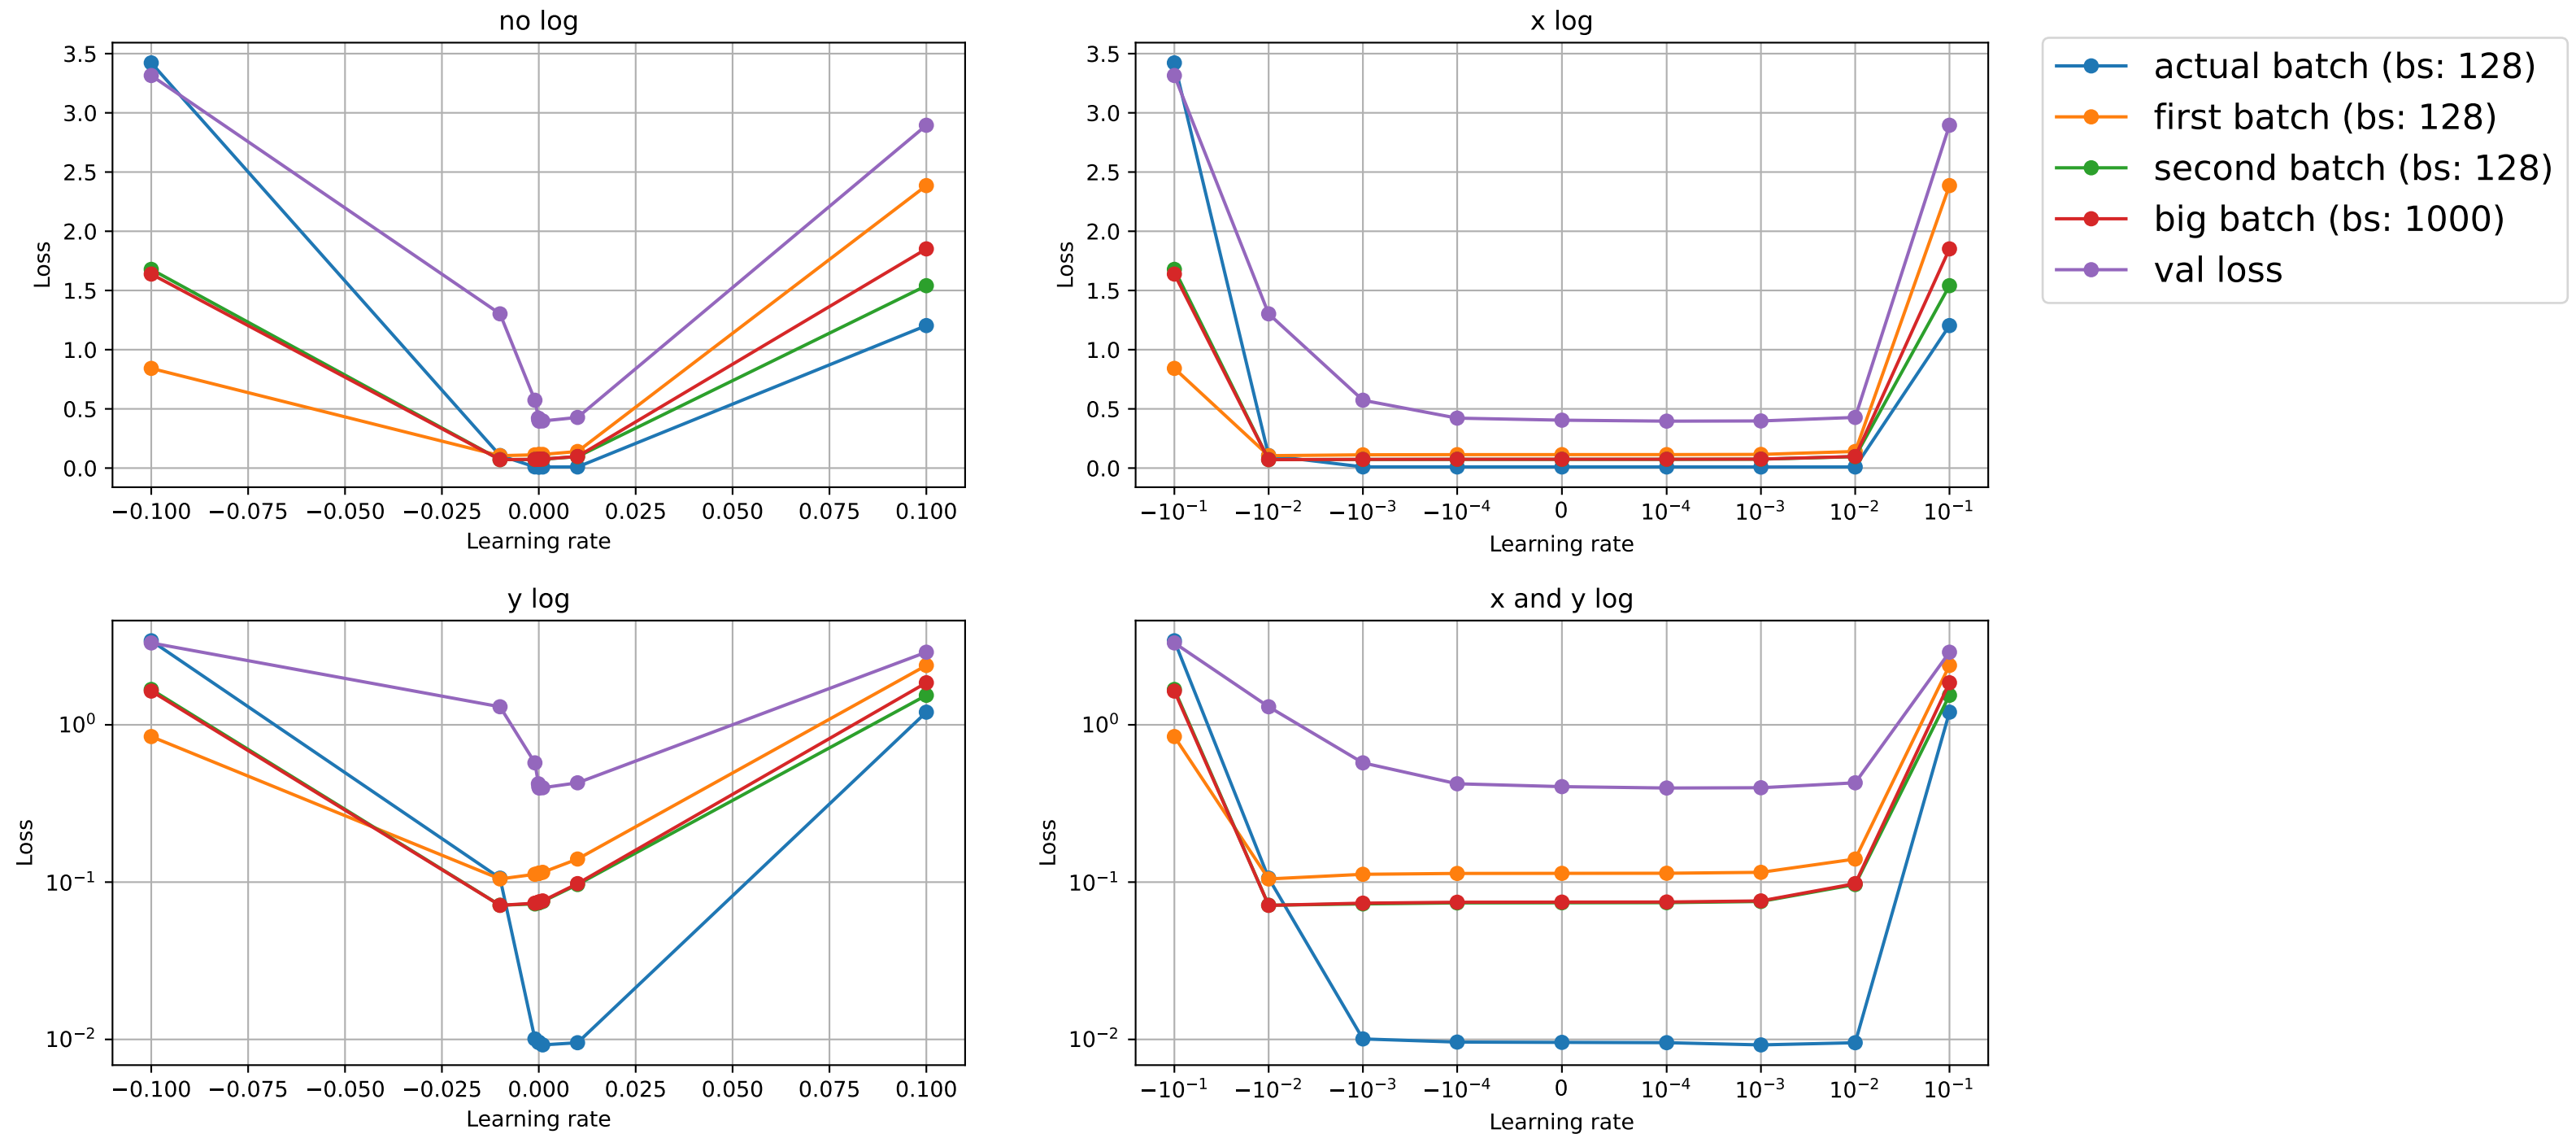 no log
3.5
3.0
2.5
2.0
1.5
1.0
0.5
0.0
Loss
−0.100 −0.075 −0.050 −0.025 0.000 0.025 0.050 0.075 0.100
Learning rate
x log
3.5
3.0
2.5
2.0
1.5
1.0
0.5
0.0
Loss
−10⁻¹ −10⁻² −10⁻³ −10⁻⁴ 0 10⁻⁴ 10⁻³ 10⁻² 10⁻¹
Learning rate
actual batch (bs: 128)
first batch (bs: 128)
second batch (bs: 128)
big batch (bs: 1000)
val loss
y log
10⁰
10⁻¹
10⁻²
Loss
−0.100 −0.075 −0.050 −0.025 0.000 0.025 0.050 0.075 0.100
Learning rate
x and y log
10⁰
10⁻¹
10⁻²
Loss
−10⁻¹ −10⁻² −10⁻³ −10⁻⁴ 0 10⁻⁴ 10⁻³ 10⁻² 10⁻¹
Learning rate